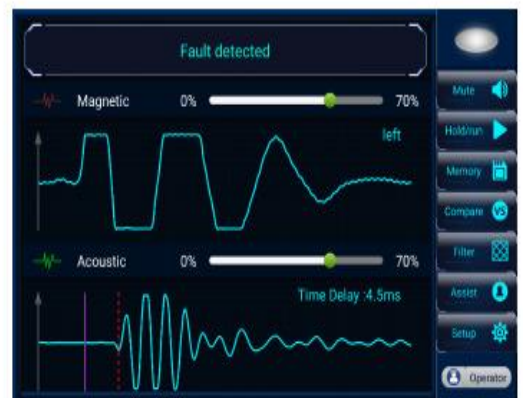 Fault detected
Magnetic 0% 70%
left
Acoustic 0% 70%
Time Delay :4.5ms
Mute
Hold/run
Memory
Compare VS
Filter
Assist
Setup
Operator